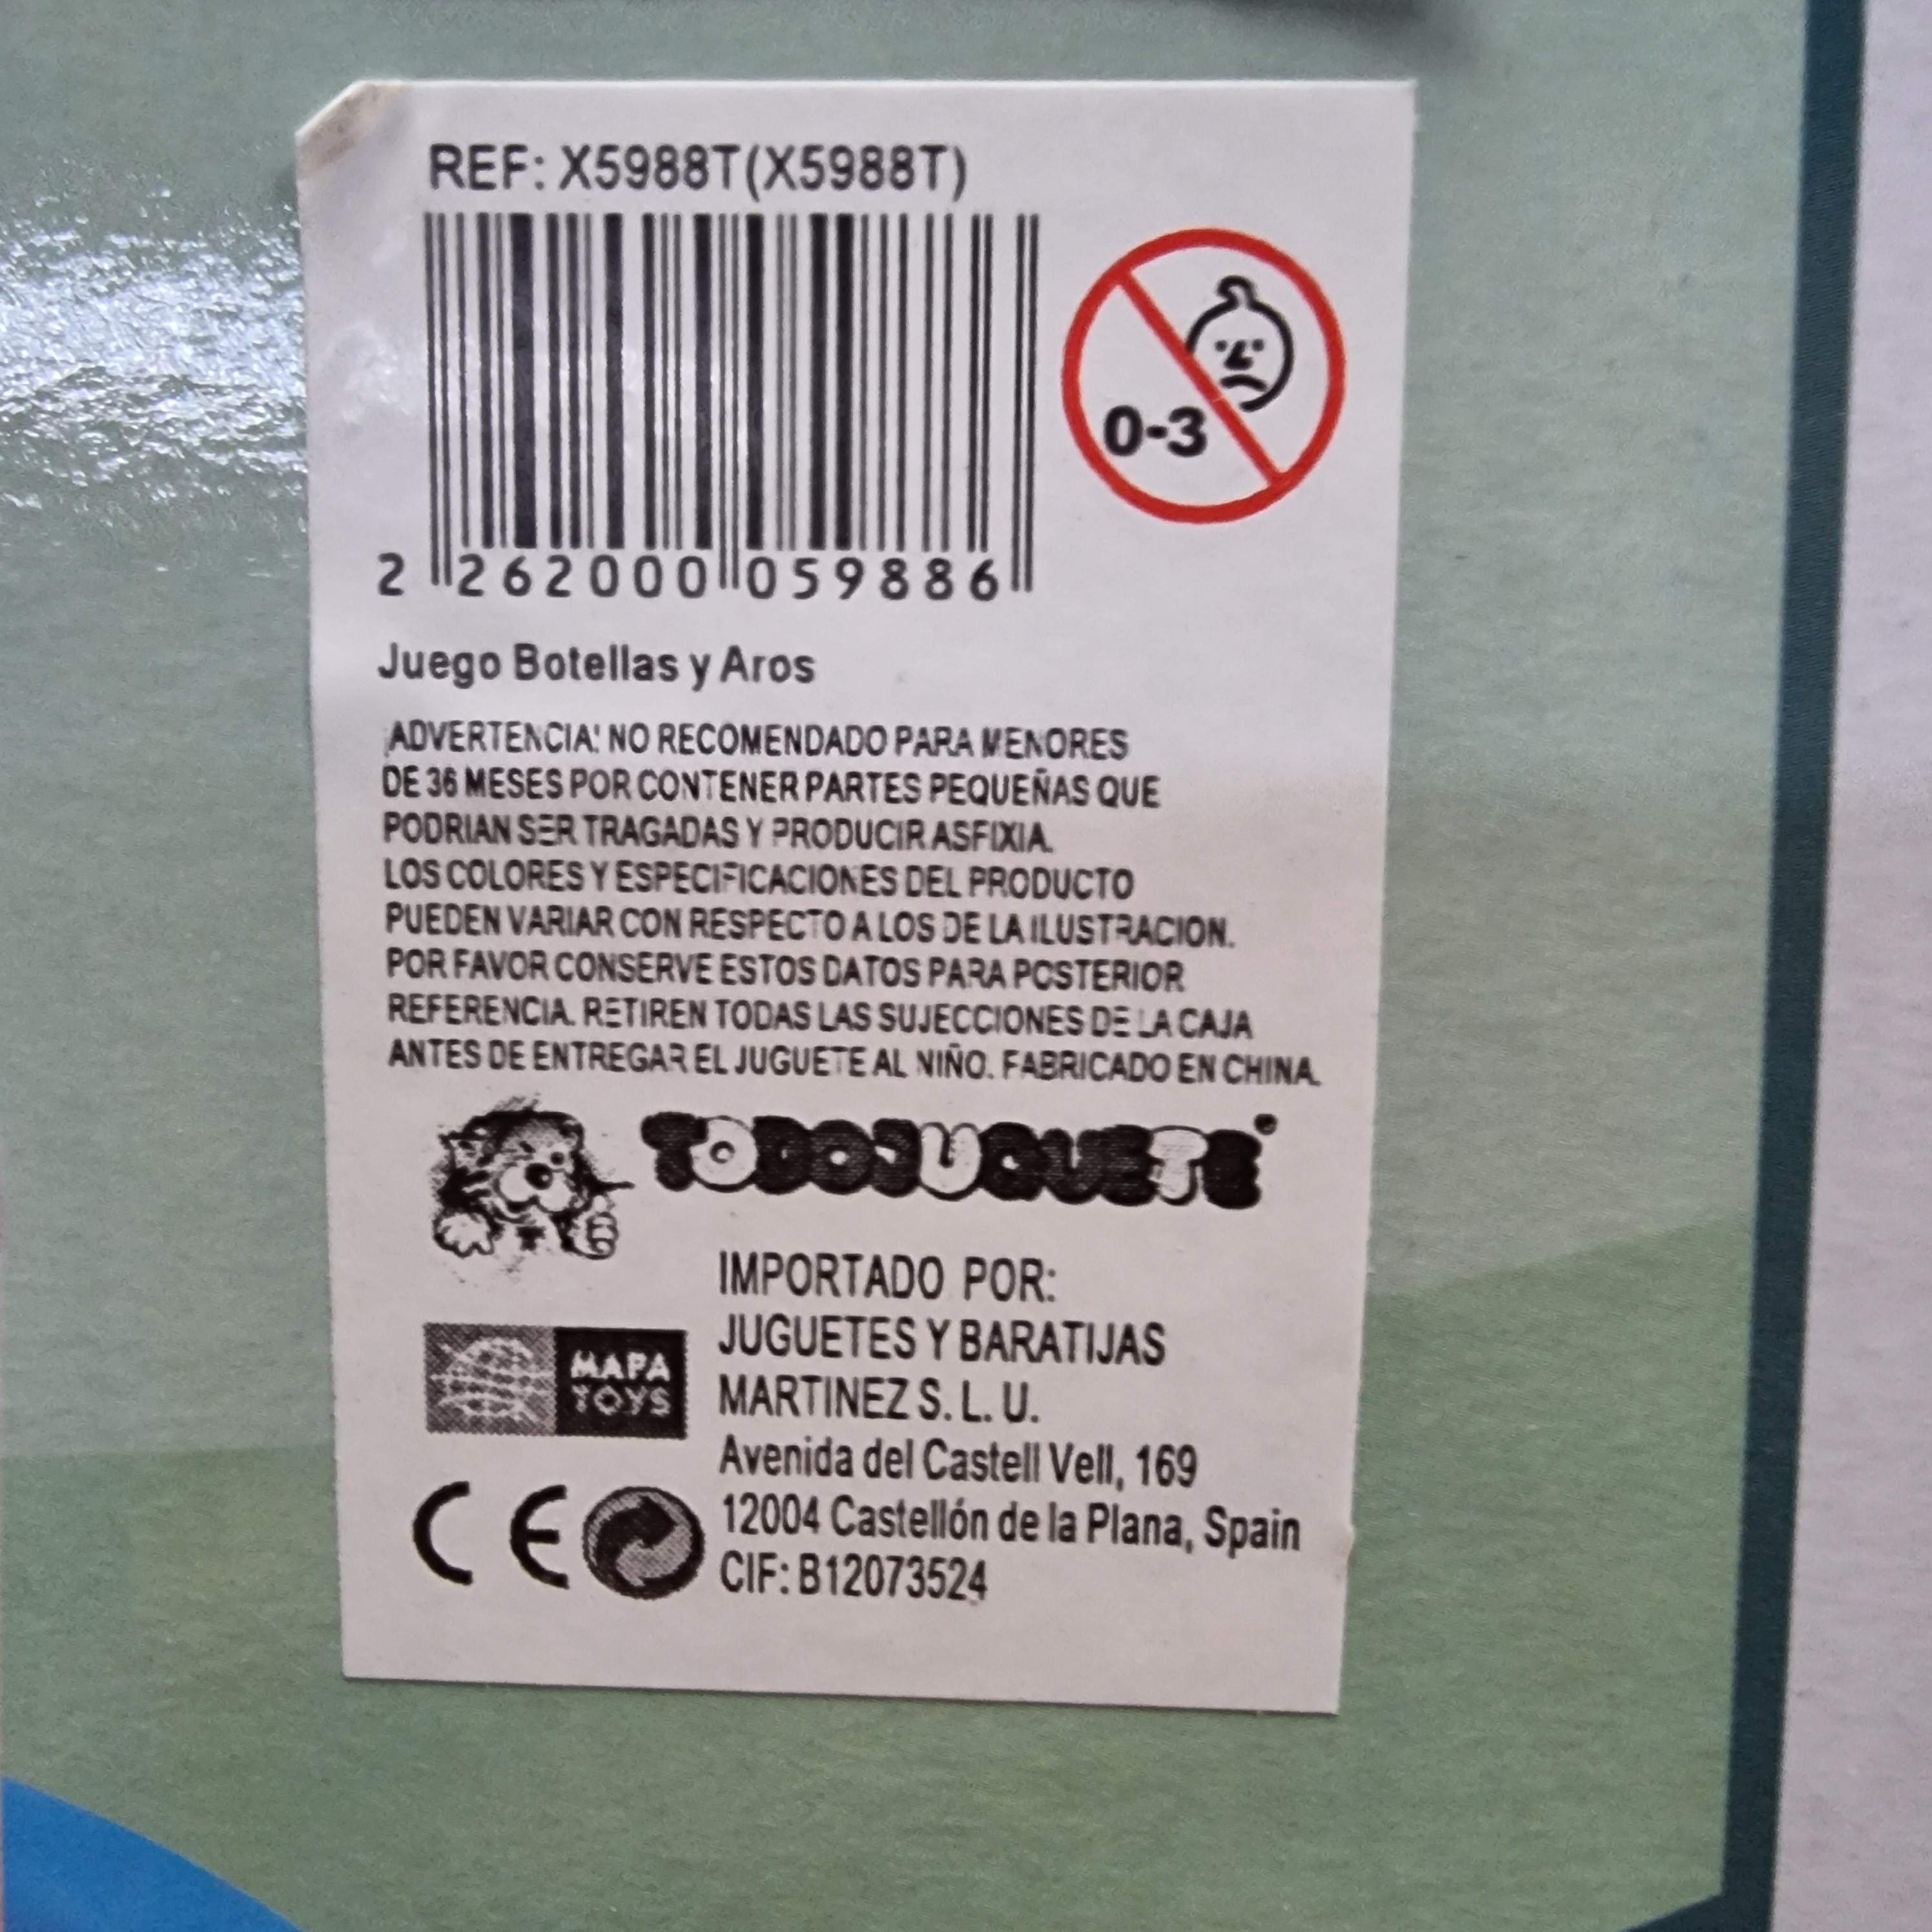 REF: X5988T(X5988T)
0-3
2 262000 059886
Juego Botellas y Aros
¡ADVERTENCIA! NO RECOMENDADO PARA MENORES
DE 36 MESES POR CONTENER PARTES PEQUEÑAS QUE
PODRIAN SER TRAGADAS Y PRODUCIR ASFIXIA.
LOS COLORES Y ESPECIFICACIONES DEL PRODUCTO
PUEDEN VARIAR CON RESPECTO A LOS DE LA ILUSTRACION.
POR FAVOR CONSERVE ESTOS DATOS PARA POSTERIOR
REFERENCIA. RETIREN TODAS LAS SUJECCIONES DE LA CAJA
ANTES DE ENTREGAR EL JUGUETE AL NIÑO. FABRICADO EN CHINA.
TODOJUGUETE
IMPORTADO POR:
JUGUETES Y BARATIJAS
MARTINEZ S. L. U.
MAPA
TOYS
Avenida del Castell Vell, 169
12004 Castellón de la Plana, Spain
CIF: B12073524
CE